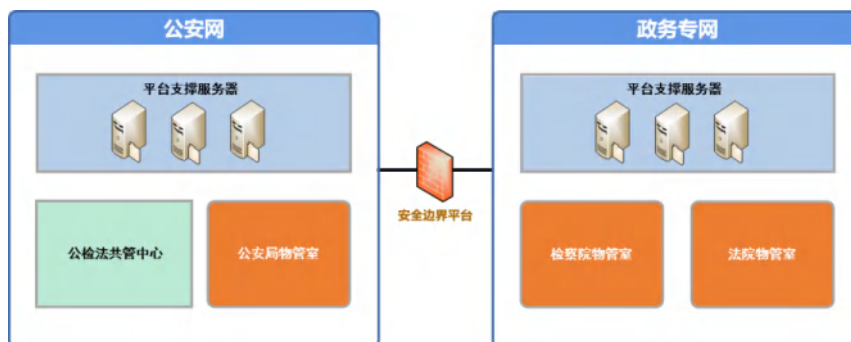 公安网
平台支撑服务器
公检法共管中心
公安局物管室
安全边界平台
政务专网
平台支撑服务器
检察院物管室
法院物管室